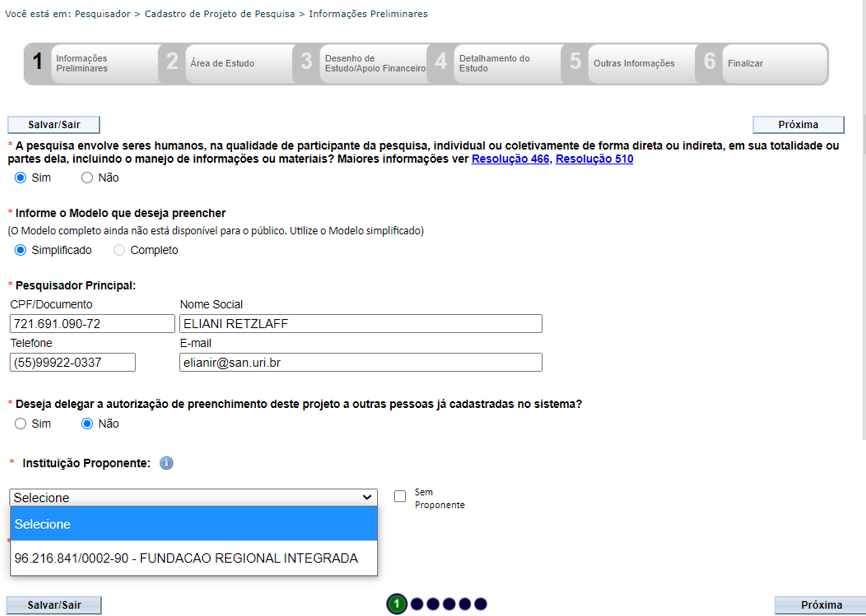 Você está em: Pesquisador > Cadastro de Projeto de Pesquisa > Informações Preliminares
1 Informações Preliminares 2 Área de Estudo 3 Desenho de Estudo/Apoio Financeiro 4 Detalhamento do Estudo 5 Outras Informações 6 Finalizar
Salvar/Sair Próxima
* A pesquisa envolve seres humanos, na qualidade de participante da pesquisa, individual ou coletivamente de forma direta ou indireta, em sua totalidade ou
partes dela, incluindo o manejo de informações ou materiais? Maiores informações ver Resolução 466, Resolução 510
Sim Não
* Informe o Modelo que deseja preencher
(O Modelo completo ainda não está disponível para o público. Utilize o Modelo simplificado)
Simplificado Completo
* Pesquisador Principal:
CPF/Documento Nome Social
721.691.090-72 ELIANI RETZLAFF
Telefone E-mail
(55)99922-0337 elianir@san.uri.br
* Deseja delegar a autorização de preenchimento deste projeto a outras pessoas já cadastradas no sistema?
Sim Não
* Instituição Proponente: i
Selecione Sem
Proponente
Selecione
*
96.216.841/0002-90 - FUNDACAO REGIONAL INTEGRADA
Salvar/Sair 1 Próxima